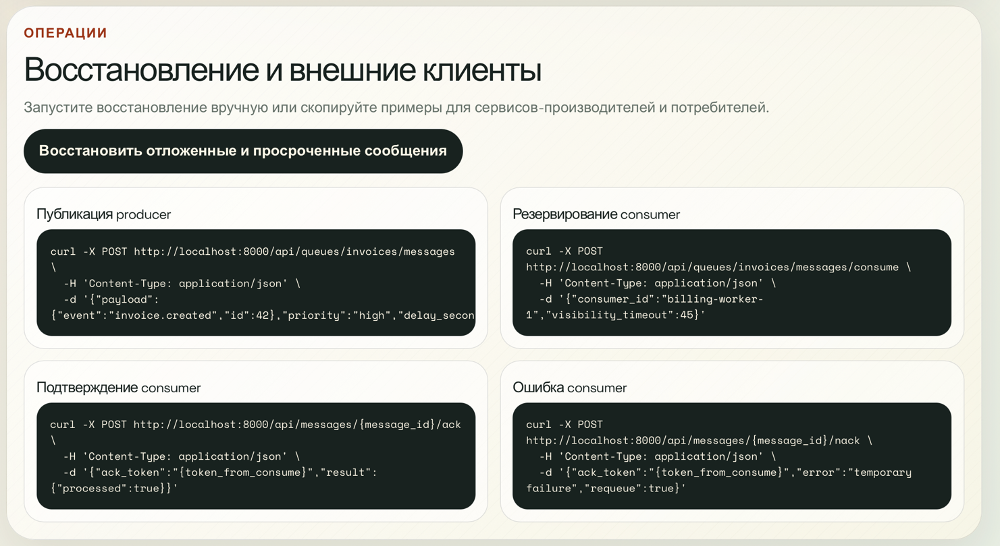 ОПЕРАЦИИ
Восстановление и внешние клиенты
Запустите восстановление вручную или скопируйте примеры для сервисов-производителей и потребителей.
Восстановить отложенные и просроченные сообщения
Публикация producer
curl -X POST http://localhost:8000/api/queues/invoices/messages
\
  -H 'Content-Type: application/json' \
  -d '{"payload":
{"event":"invoice.created","id":42},"priority":"high","delay_secon
Резервирование consumer
curl -X POST
http://localhost:8000/api/queues/invoices/messages/consume \
  -H 'Content-Type: application/json' \
  -d '{"consumer_id":"billing-worker-
1","visibility_timeout":45}'
Подтверждение consumer
curl -X POST http://localhost:8000/api/messages/{message_id}/ack
\
  -H 'Content-Type: application/json' \
  -d '{"ack_token":"{token_from_consume}","result":
{"processed":true}}'
Ошибка consumer
curl -X POST
http://localhost:8000/api/messages/{message_id}/nack \
  -H 'Content-Type: application/json' \
  -d '{"ack_token":"{token_from_consume}","error":"temporary
failure","requeue":true}'